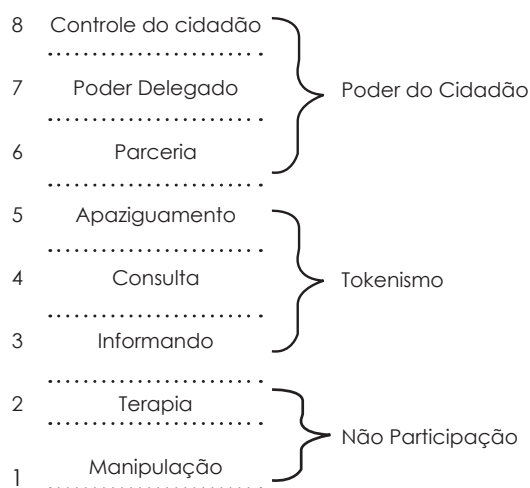 8 Controle do cidadão
7 Poder Delegado
Poder do Cidadão
6 Parceria
5 Apaziguamento
4 Consulta
Tokenismo
3 Informando
2 Terapia
Não Participação
1 Manipulação